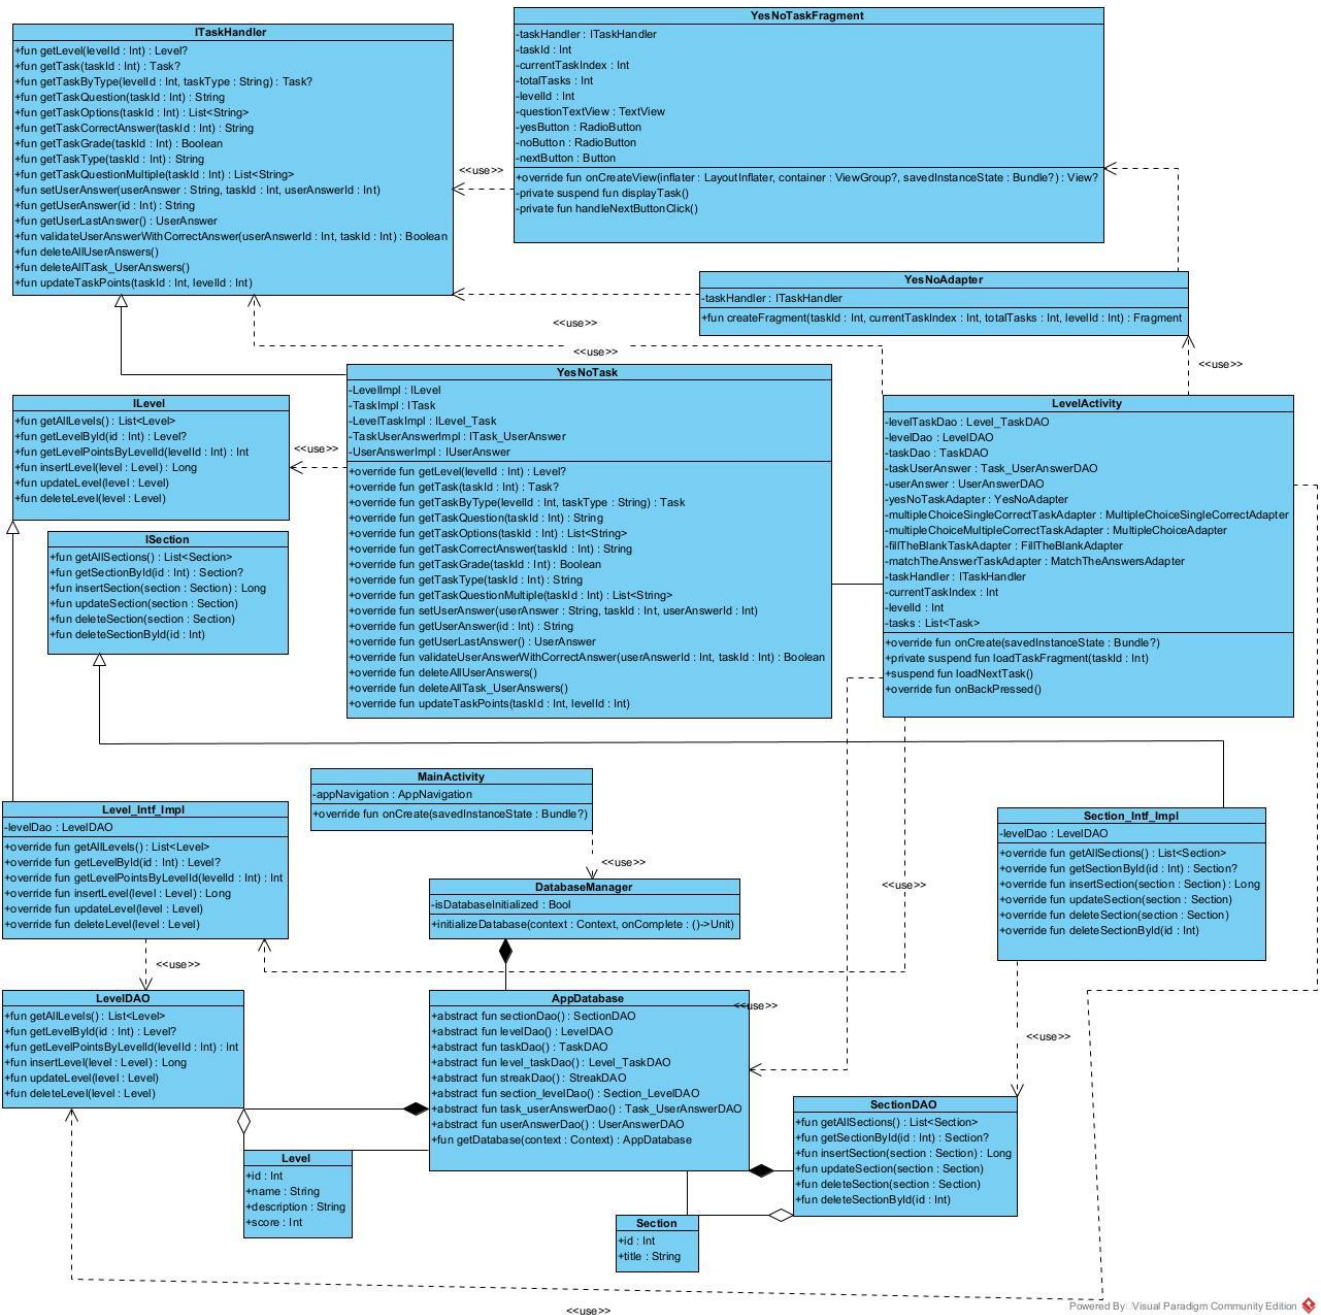 ITaskHandler
+fun getLevel(levelId : Int) : Level?
+fun getTask(taskId : Int) : Task?
+fun getTaskByType(levelId : Int, taskType : String) : Task?
+fun getTaskQuestion(taskId : Int) : String
+fun getTaskOptions(taskId : Int) : List<String>
+fun getTaskCorrectAnswer(taskId : Int) : String
+fun getTaskGrade(taskId : Int) : Boolean
+fun getTaskType(taskId : Int) : String
+fun getTaskQuestionMultiple(taskId : Int) : List<String>
+fun setUserAnswer(userAnswer : String, taskId : Int, userAnswerId : Int)
+fun getUserAnswer(id : Int) : String
+fun getUserLastAnswer() : UserAnswer
+fun validateUserAnswerWithCorrectAnswer(userAnswerId : Int, taskId : Int) : Boolean
+fun deleteAllUserAnswers()
+fun deleteAllTask_UserAnswers()
+fun updateTaskPoints(taskId : Int, levelId : Int)
YesNoTaskFragment
-taskHandler : ITaskHandler
-taskId : Int
-currentTaskIndex : Int
-totalTasks : Int
-levelId : Int
-questionTextView : TextView
-yesButton : RadioButton
-noButton : RadioButton
-nextButton : Button
+override fun onCreateView(inflater : LayoutInflater, container : ViewGroup?, savedInstanceState : Bundle?) : View?
-private suspend fun displayTask()
-private fun handleNextButtonClick()
<<use>>
YesNoAdapter
-taskHandler : ITaskHandler
+fun createFragment(taskId : Int, currentTaskIndex : Int, totalTasks : Int, levelId : Int) : Fragment
<<use>>
<<use>>
<<use>>
YesNoTask
-LevelImpl : ILevel
-TaskImpl : ITask
-LevelTaskImpl : ILevel_Task
-TaskUserAnswerImpl : ITask_UserAnswer
-UserAnswerImpl : IUserAnswer
+override fun getLevel(levelId : Int) : Level?
+override fun getTask(taskId : Int) : Task?
+override fun getTaskByType(levelId : Int, taskType : String) : Task
+override fun getTaskQuestion(taskId : Int) : String
+override fun getTaskOptions(taskId : Int) : List<String>
+override fun getTaskCorrectAnswer(taskId : Int) : String
+override fun getTaskGrade(taskId : Int) : Boolean
+override fun getTaskType(taskId : Int) : String
+override fun getTaskQuestionMultiple(taskId : Int) : List<String>
+override fun setUserAnswer(userAnswer : String, taskId : Int, userAnswerId : Int)
+override fun getUserAnswer(id : Int) : String
+override fun getUserLastAnswer() : UserAnswer
+override fun validateUserAnswerWithCorrectAnswer(userAnswerId : Int, taskId : Int) : Boolean
+override fun deleteAllUserAnswers()
+override fun deleteAllTask_UserAnswers()
+override fun updateTaskPoints(taskId : Int, levelId : Int)
ILevel
+fun getAllLevels() : List<Level>
+fun getLevelById(id : Int) : Level?
+fun getLevelPointsByLevelId(levelId : Int) : Int
+fun insertLevel(level : Level) : Long
+fun updateLevel(level : Level)
+fun deleteLevel(level : Level)
<<use>>
ISection
+fun getAllSections() : List<Section>
+fun getSectionById(id : Int) : Section?
+fun insertSection(section : Section) : Long
+fun updateSection(section : Section)
+fun deleteSection(section : Section)
+fun deleteSectionById(id : Int)
LevelActivity
-levelTaskDao : Level_TaskDAO
-levelDao : LevelDAO
-taskDao : TaskDAO
-taskUserAnswer : Task_UserAnswerDAO
-userAnswer : UserAnswerDAO
-yesNoTaskAdapter : YesNoAdapter
-multipleChoiceSingleCorrectTaskAdapter : MultipleChoiceSingleCorrectAdapter
-multipleChoiceMultipleCorrectTaskAdapter : MultipleChoiceAdapter
-fillTheBlankTaskAdapter : FillTheBlankAdapter
-matchTheAnswerTaskAdapter : MatchTheAnswersAdapter
-taskHandler : ITaskHandler
-currentTaskIndex : Int
-levelId : Int
-tasks : List<Task>
+override fun onCreate(savedInstanceState : Bundle?)
+private suspend fun loadTaskFragment(taskId : Int)
+suspend fun loadNextTask()
+override fun onBackPressed()
MainActivity
-appNavigation : AppNavigation
+override fun onCreate(savedInstanceState : Bundle?)
<<use>>
Level_Intf_Impl
-levelDao : LevelDAO
+override fun getAllLevels() : List<Level>
+override fun getLevelById(id : Int) : Level?
+override fun getLevelPointsByLevelId(levelId : Int) : Int
+override fun insertLevel(level : Level) : Long
+override fun updateLevel(level : Level)
+override fun deleteLevel(level : Level)
<<use>>
DatabaseManager
-isDatabaseInitialized : Bool
+initializeDatabase(context : Context, onComplete : ()->Unit)
<<use>>
Section_Intf_Impl
-levelDao : LevelDAO
+override fun getAllSections() : List<Section>
+override fun getSectionById(id : Int) : Section?
+override fun insertSection(section : Section) : Long
+override fun updateSection(section : Section)
+override fun deleteSection(section : Section)
+override fun deleteSectionById(id : Int)
<<use>>
LevelDAO
+fun getAllLevels() : List<Level>
+fun getLevelById(id : Int) : Level?
+fun getLevelPointsByLevelId(levelId : Int) : Int
+fun insertLevel(level : Level) : Long
+fun updateLevel(level : Level)
+fun deleteLevel(level : Level)
AppDatabase
+abstract fun sectionDao() : SectionDAO
+abstract fun levelDao() : LevelDAO
+abstract fun taskDao() : TaskDAO
+abstract fun level_taskDao() : Level_TaskDAO
+abstract fun streakDao() : StreakDAO
+abstract fun section_levelDao() : Section_LevelDAO
+abstract fun task_userAnswerDao() : Task_UserAnswerDAO
+abstract fun userAnswerDao() : UserAnswerDAO
+fun getDatabase(context : Context) : AppDatabase
<<use>>
SectionDAO
+fun getAllSections() : List<Section>
+fun getSectionById(id : Int) : Section?
+fun insertSection(section : Section) : Long
+fun updateSection(section : Section)
+fun deleteSection(section : Section)
+fun deleteSectionById(id : Int)
Level
+id : Int
+name : String
+description : String
+score : Int
Section
+id : Int
+title : String
<<use>>
Powered By Visual Paradigm Community Edition